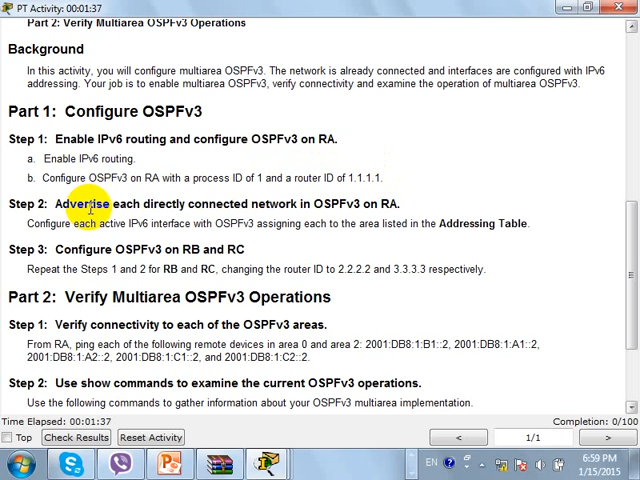 PT Activity: 00:01:37
Part 2: Verify Multiarea OSPFv3 Operations
Background
In this activity, you will configure multiarea OSPFv3. The network is already connected and interfaces are configured with IPv6
addressing. Your job is to enable multiarea OSPFv3, verify connectivity and examine the operation of multiarea OSPFv3.
Part 1: Configure OSPFv3
Step 1: Enable IPv6 routing and configure OSPFv3 on RA.
a. Enable IPv6 routing.
b. Configure OSPFv3 on RA with a process ID of 1 and a router ID of 1.1.1.1.
Step 2: Advertise each directly connected network in OSPFv3 on RA.
Configure each active IPv6 interface with OSPFv3 assigning each to the area listed in the Addressing Table.
Step 3: Configure OSPFv3 on RB and RC
Repeat the Steps 1 and 2 for RB and RC, changing the router ID to 2.2.2.2 and 3.3.3.3 respectively.
Part 2: Verify Multiarea OSPFv3 Operations
Step 1: Verify connectivity to each of the OSPFv3 areas.
From RA, ping each of the following remote devices in area 0 and area 2: 2001:DB8:1:B1::2, 2001:DB8:1:A1::2,
2001:DB8:1:A2::2, 2001:DB8:1:C1::2, and 2001:DB8:1:C2::2.
Step 2: Use show commands to examine the current OSPFv3 operations.
Use the following commands to gather information about your OSPFv3 multiarea implementation.
Time Elapsed: 00:01:37
Completion: 0/100
Top
Check Results
Reset Activity
<
1/1
>
EN
6:59 PM
1/15/2015